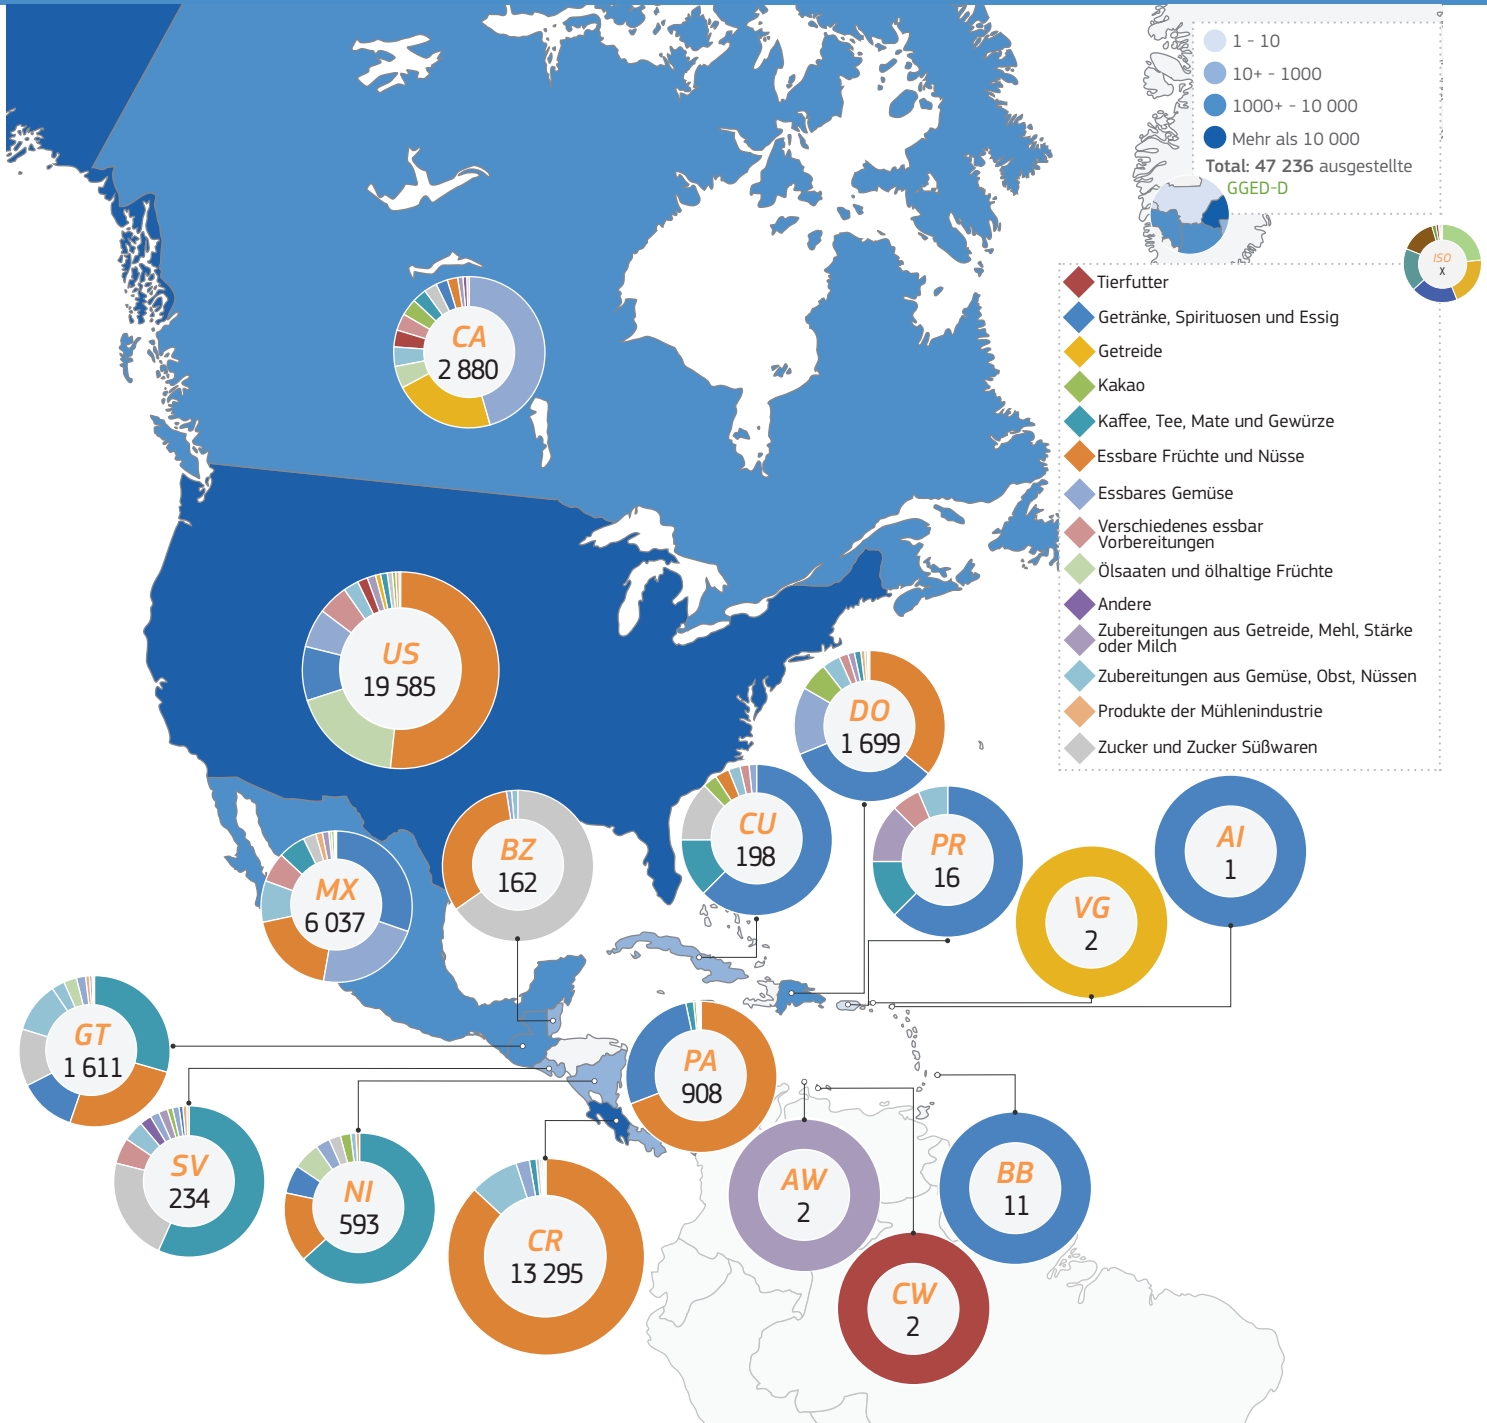 1 - 10
10+ - 1000
1000+ - 10 000
Mehr als 10 000
Total: 47 236 ausgestellte
GGED-D
ISO
X
Tierfutter
Getränke, Spirituosen und Essig
Getreide
Kakao
Kaffee, Tee, Mate und Gewürze
Essbare Früchte und Nüsse
Essbares Gemüse
Verschiedenes essbar
Vorbereitungen
Ölsaaten und ölhaltige Früchte
Andere
Zubereitungen aus Getreide, Mehl, Stärke
oder Milch
Zubereitungen aus Gemüse, Obst, Nüssen
Produkte der Mühlenindustrie
Zucker und Zucker Süßwaren
CA
2 880
US
19 585
DO
1 699
CU
198
BZ
162
PR
16
AI
1
VG
2
MX
6 037
GT
1 611
PA
908
SV
234
NI
593
CR
13 295
AW
2
BB
11
CW
2